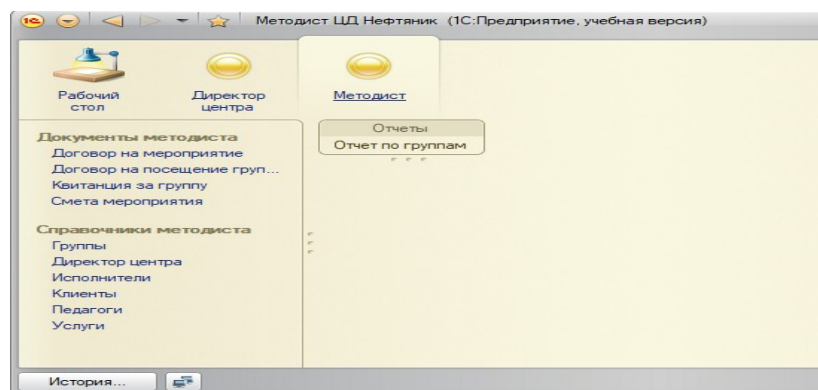 1С Методист ЦД Нефтяник (1С:Предприятие, учебная версия)
Рабочий
стол
Директор
центра
Методист
Документы методиста
Договор на мероприятие
Договор на посещение груп...
Квитанция за группу
Смета мероприятия
Справочники методиста
Группы
Директор центра
Исполнители
Клиенты
Педагоги
Услуги
Отчеты
Отчет по группам
История...